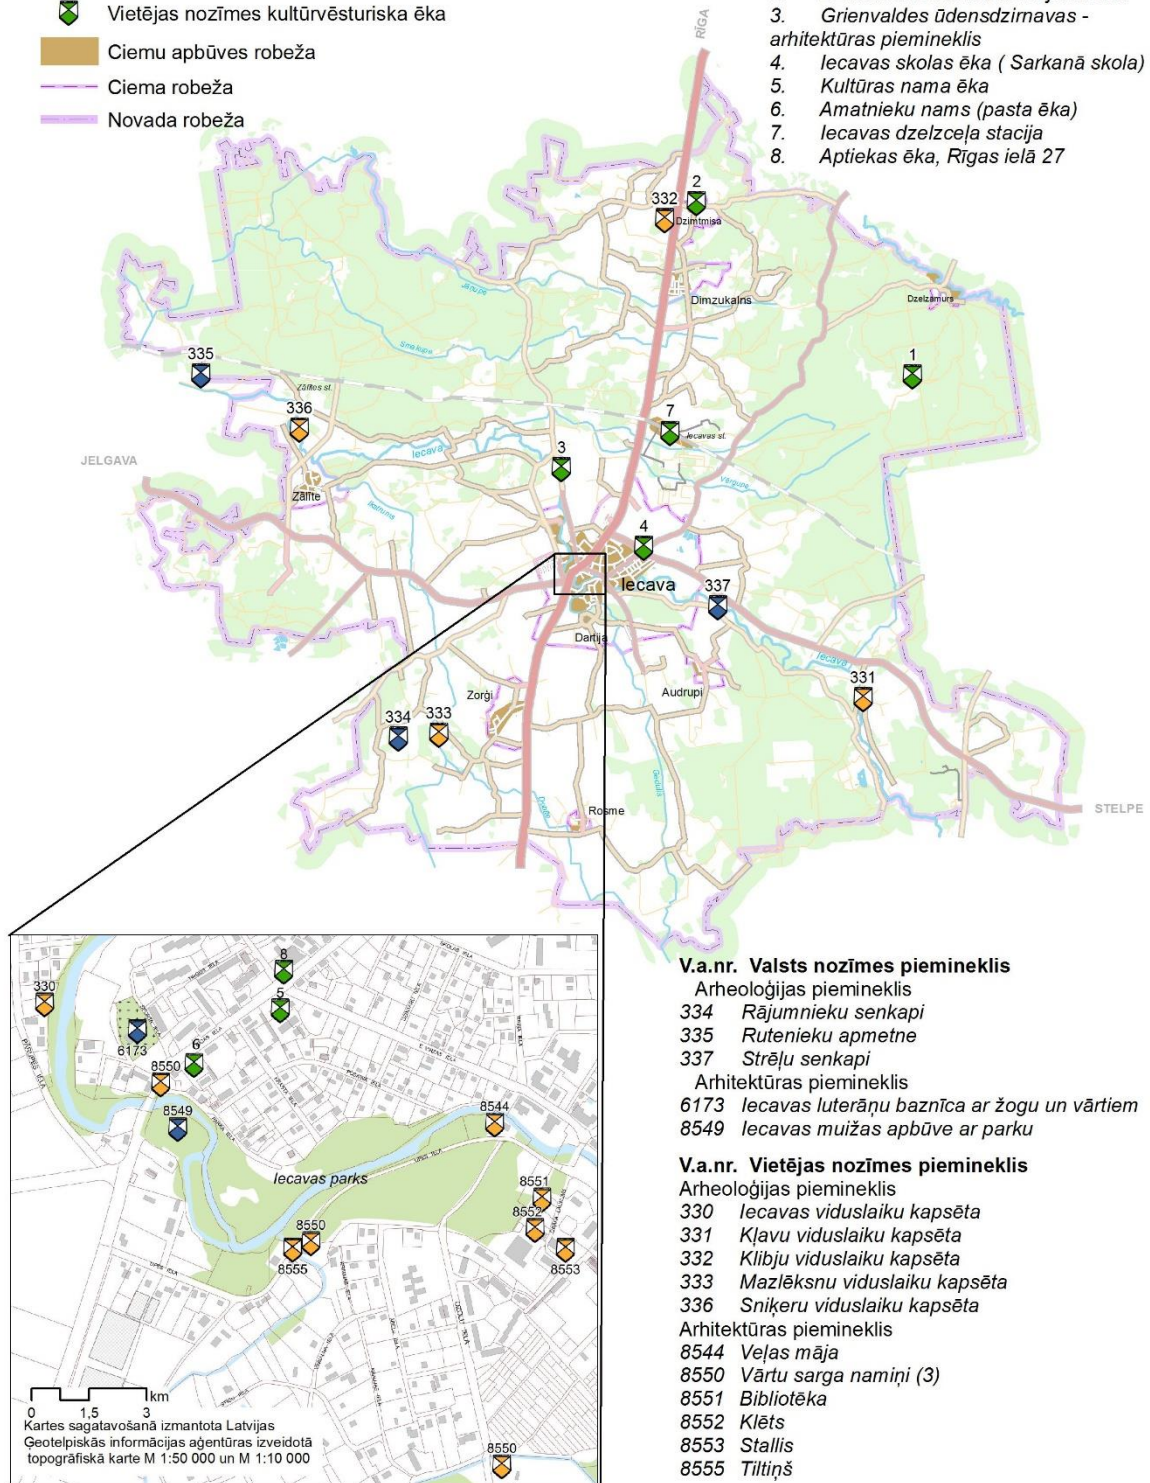 Vietējas nozīmes kultūrvēsturiska ēka
Ciemu apbūves robeža
Ciema robeža
Novada robeža
3. Grienvaldes ūdensdzirnavas -
arhitektūras piemineklis
4. Iecavas skolas ēka ( Sarkanā skola)
5. Kultūras nama ēka
6. Amatnieku nams (pasta ēka)
7. Iecavas dzelzceļa stacija
8. Aptiekas ēka, Rīgas ielā 27
RĪGA
2
332
Dzimtmisa
Dimzukalns
Dzelzāmurs
1
335
Zālītes st.
336
7
Iecavas st.
3
Iecava
JELGAVA
Zālīte
4
Iecava
337
Dartija
Iecava
Audrupi
331
Zorģi
334
333
Rosme
STELPE
8
330
5
6173
6
8550
8549
8544
Iecavas parks
8551
8552
8550
8555
8553
8550
0 1,5 3 km
Kartes sagatavošanā izmantota Latvijas
Ģeotelpiskās informācijas aģentūras izveidotā
topogrāfiskā karte M 1:50 000 un M 1:10 000
V.a.nr. Valsts nozīmes piemineklis
Arheoloģijas piemineklis
334 Rājumnieku senkapi
335 Rutenieku apmetne
337 Strēļu senkapi
Arhitektūras piemineklis
6173 Iecavas luterāņu baznīca ar žogu un vārtiem
8549 Iecavas muižas apbūve ar parku
V.a.nr. Vietējas nozīmes piemineklis
Arheoloģijas piemineklis
330 Iecavas viduslaiku kapsēta
331 Kļavu viduslaiku kapsēta
332 Klibju viduslaiku kapsēta
333 Mazlēksnu viduslaiku kapsēta
336 Sniķeru viduslaiku kapsēta
Arhitektūras piemineklis
8544 Veļas māja
8550 Vārtu sarga namiņi (3)
8551 Bibliotēka
8552 Klēts
8553 Stallis
8555 Tiltiņš